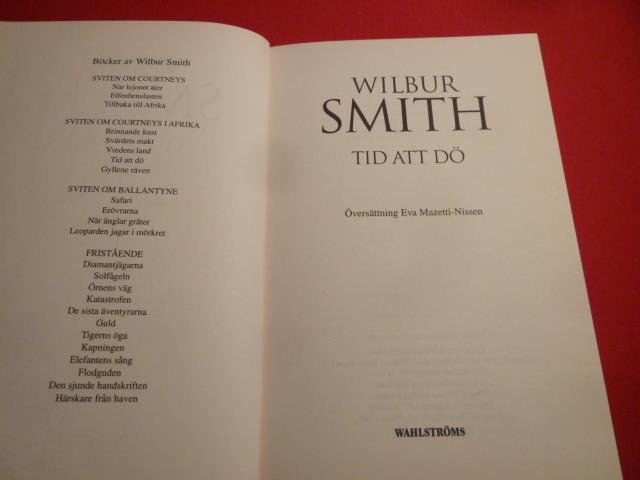 Böcker av Wilbur Smith
SVITEN OM COURTNEYS
När lejonet äter
Elfenbenslasten
Tillbaka till Afrika
SVITEN OM COURTNEYS I AFRIKA
Brinnande kust
Svärdets makt
Vredens land
Tid att dö
Gyllene räven
SVITEN OM BALLANTYNE
Safari
Erövrarna
När änglar gråter
Leoparden jagar i mörkret
FRISTÅENDE
Diamantjägarna
Solfågeln
Örnens väg
Katastrofen
De sista äventyrarna
Guld
Tigerns öga
Kapningen
Elefantens sång
Flodguden
Den sjunde handskriften
Härskare från haven
WILBUR
SMITH
TID ATT DÖ
Översättning Eva Mazetti-Nissen
WAHLSTRÖMS